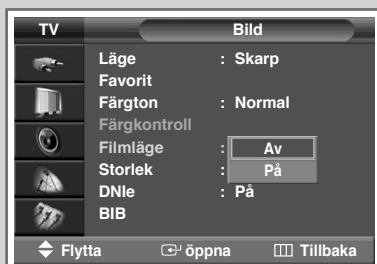 TV Bild
Läge : Skarp
Favorit
Färgton : Normal
Färgkontroll
Filmläge : Av
Storlek : På
DNIe : På
BIB
Flytta öppna Tillbaka